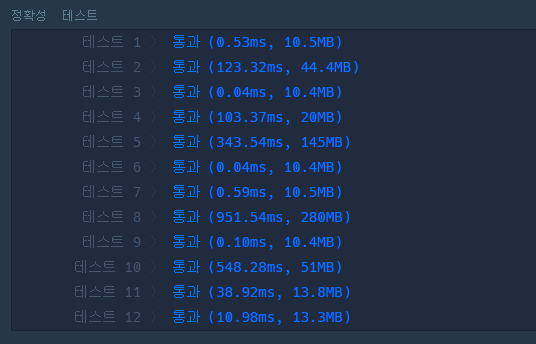 정확성 테스트
테스트 1 〉 통과 (0.53ms, 10.5MB)
테스트 2 〉 통과 (123.32ms, 44.4MB)
테스트 3 〉 통과 (0.04ms, 10.4MB)
테스트 4 〉 통과 (103.37ms, 20MB)
테스트 5 〉 통과 (343.54ms, 145MB)
테스트 6 〉 통과 (0.04ms, 10.4MB)
테스트 7 〉 통과 (0.59ms, 10.5MB)
테스트 8 〉 통과 (951.54ms, 280MB)
테스트 9 〉 통과 (0.10ms, 10.4MB)
테스트 10 〉 통과 (548.28ms, 51MB)
테스트 11 〉 통과 (38.92ms, 13.8MB)
테스트 12 〉 통과 (10.98ms, 13.3MB)